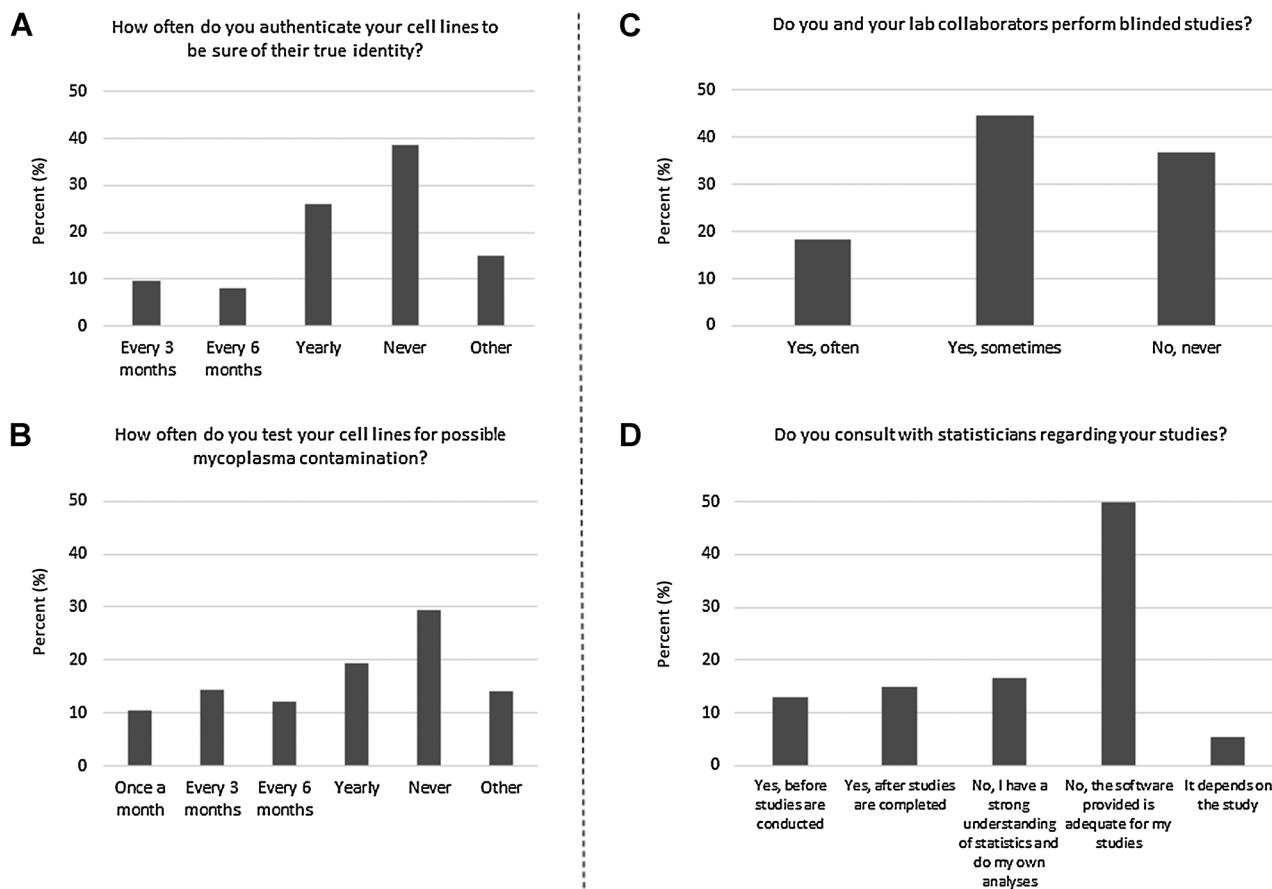 A
How often do you authenticate your cell lines to
be sure of their true identity?
Percent (%)
50
40
30
20
10
0
Every 3
months
Every 6
months
Yearly
Never
Other
B
How often do you test your cell lines for possible
mycoplasma contamination?
Percent (%)
50
40
30
20
10
0
Once a
month
Every 3
months
Every 6
months
Yearly
Never
Other
C
Do you and your lab collaborators perform blinded studies?
Percent (%)
50
40
30
20
10
0
Yes, often
Yes, sometimes
No, never
D
Do you consult with statisticians regarding your studies?
Percent (%)
50
40
30
20
10
0
Yes, before
studies are
conducted
Yes, after studies
are completed
No, I have a
strong
understanding
of statistics and
do my own
analyses
No, the software
provided is
adequate for my
studies
It depends on
the study